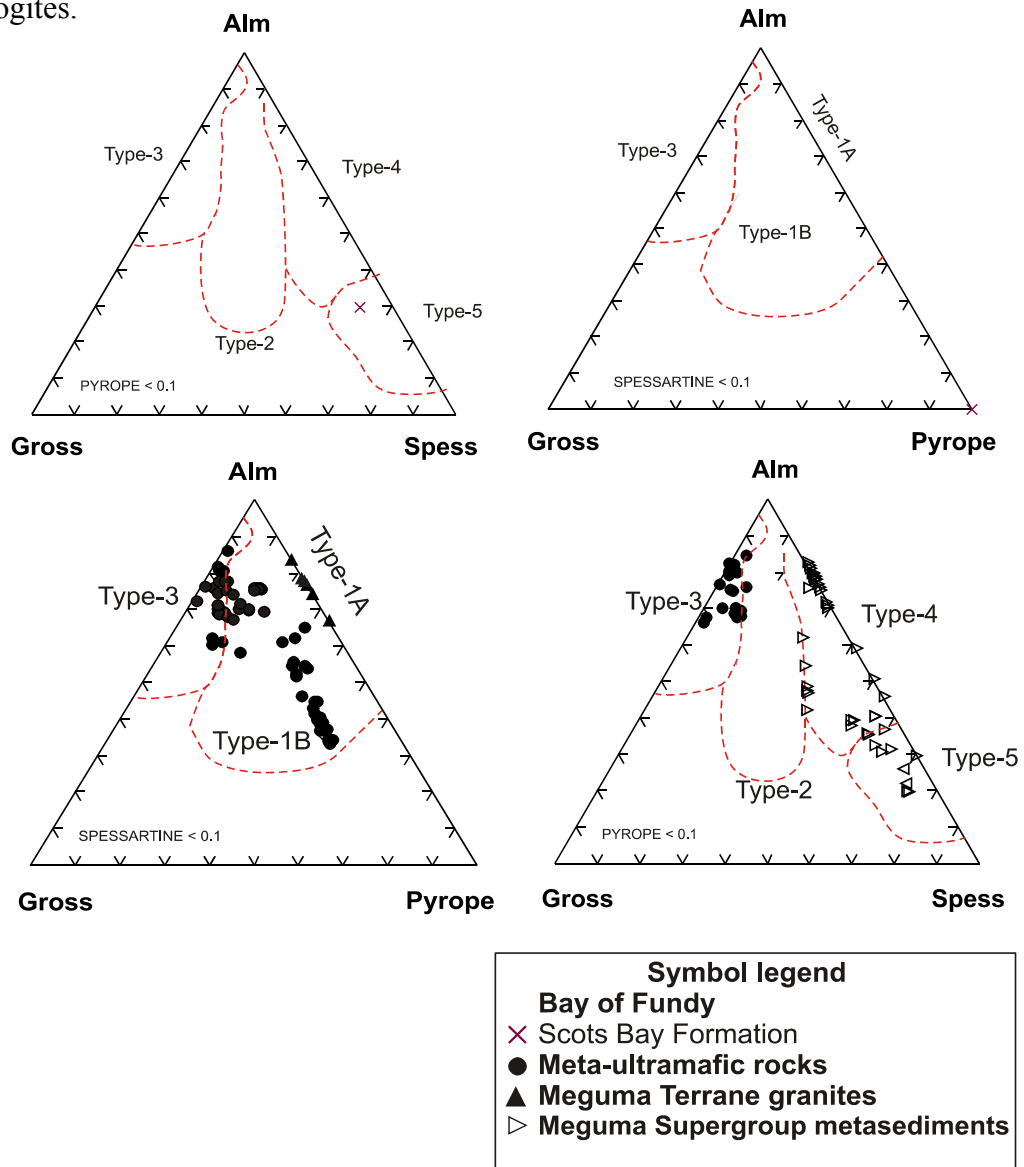 ogites.
Alm
Alm
Type-3
Type-4
Type-3
Type-1A
Type-1B
Type-2
Type-5
PYROPE < 0.1
SPESSARTINE < 0.1
Gross
Spess
Gross
Pyrope
Alm
Alm
Type-3
Type-1A
Type-3
Type-4
Type-1B
Type-2
Type-5
SPESSARTINE < 0.1
PYROPE < 0.1
Gross
Pyrope
Gross
Spess
Symbol legend
Bay of Fundy
Scots Bay Formation
Meta-ultramafic rocks
Meguma Terrane granites
Meguma Supergroup metasediments